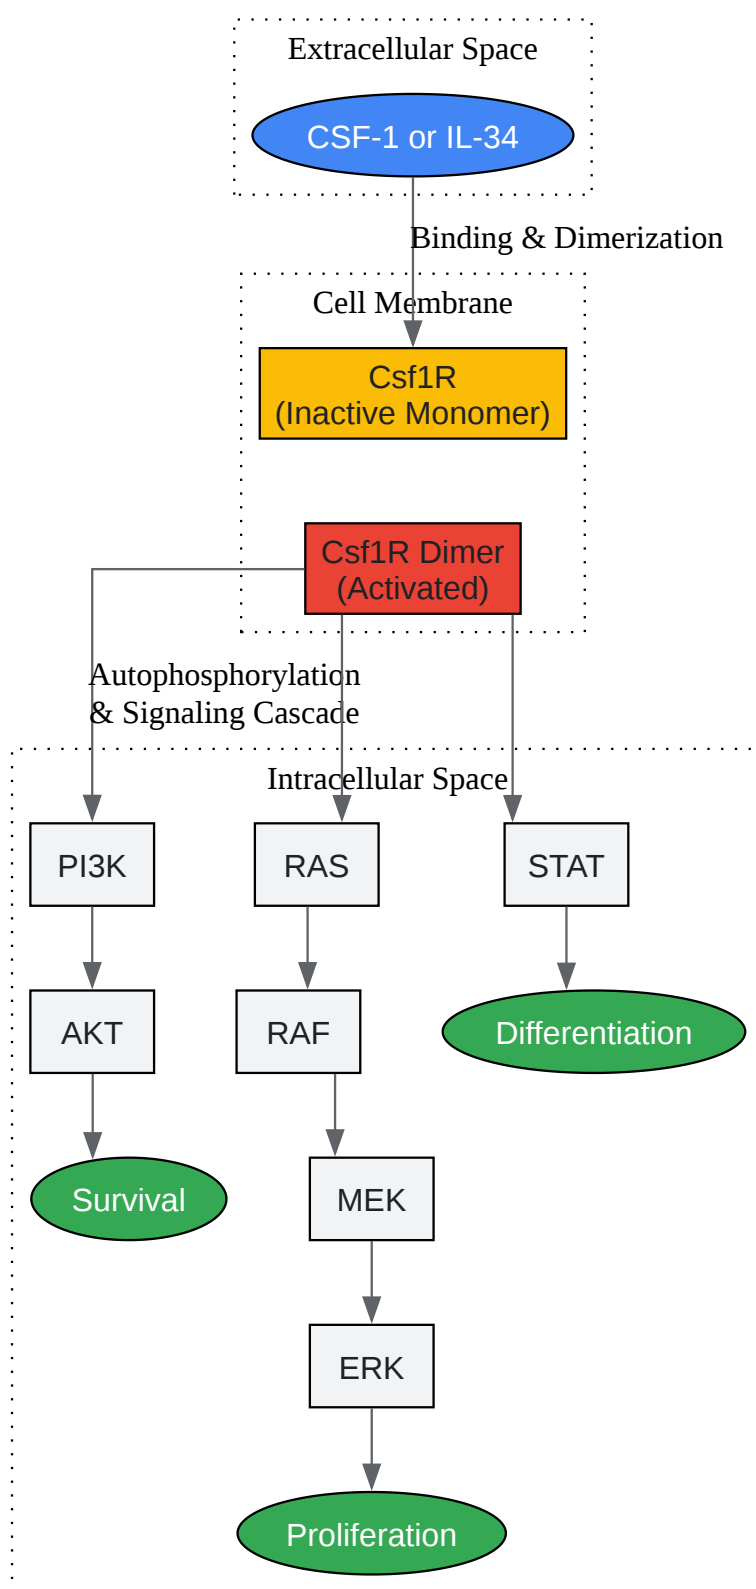 Extracellular Space
CSF-1 or IL-34
Binding & Dimerization
Cell Membrane
Csf1R
(Inactive Monomer)
Csf1R Dimer
(Activated)
Autophosphorylation
& Signaling Cascade
Intracellular Space
PI3K
RAS
STAT
AKT
RAF
Differentiation
Survival
MEK
ERK
Proliferation